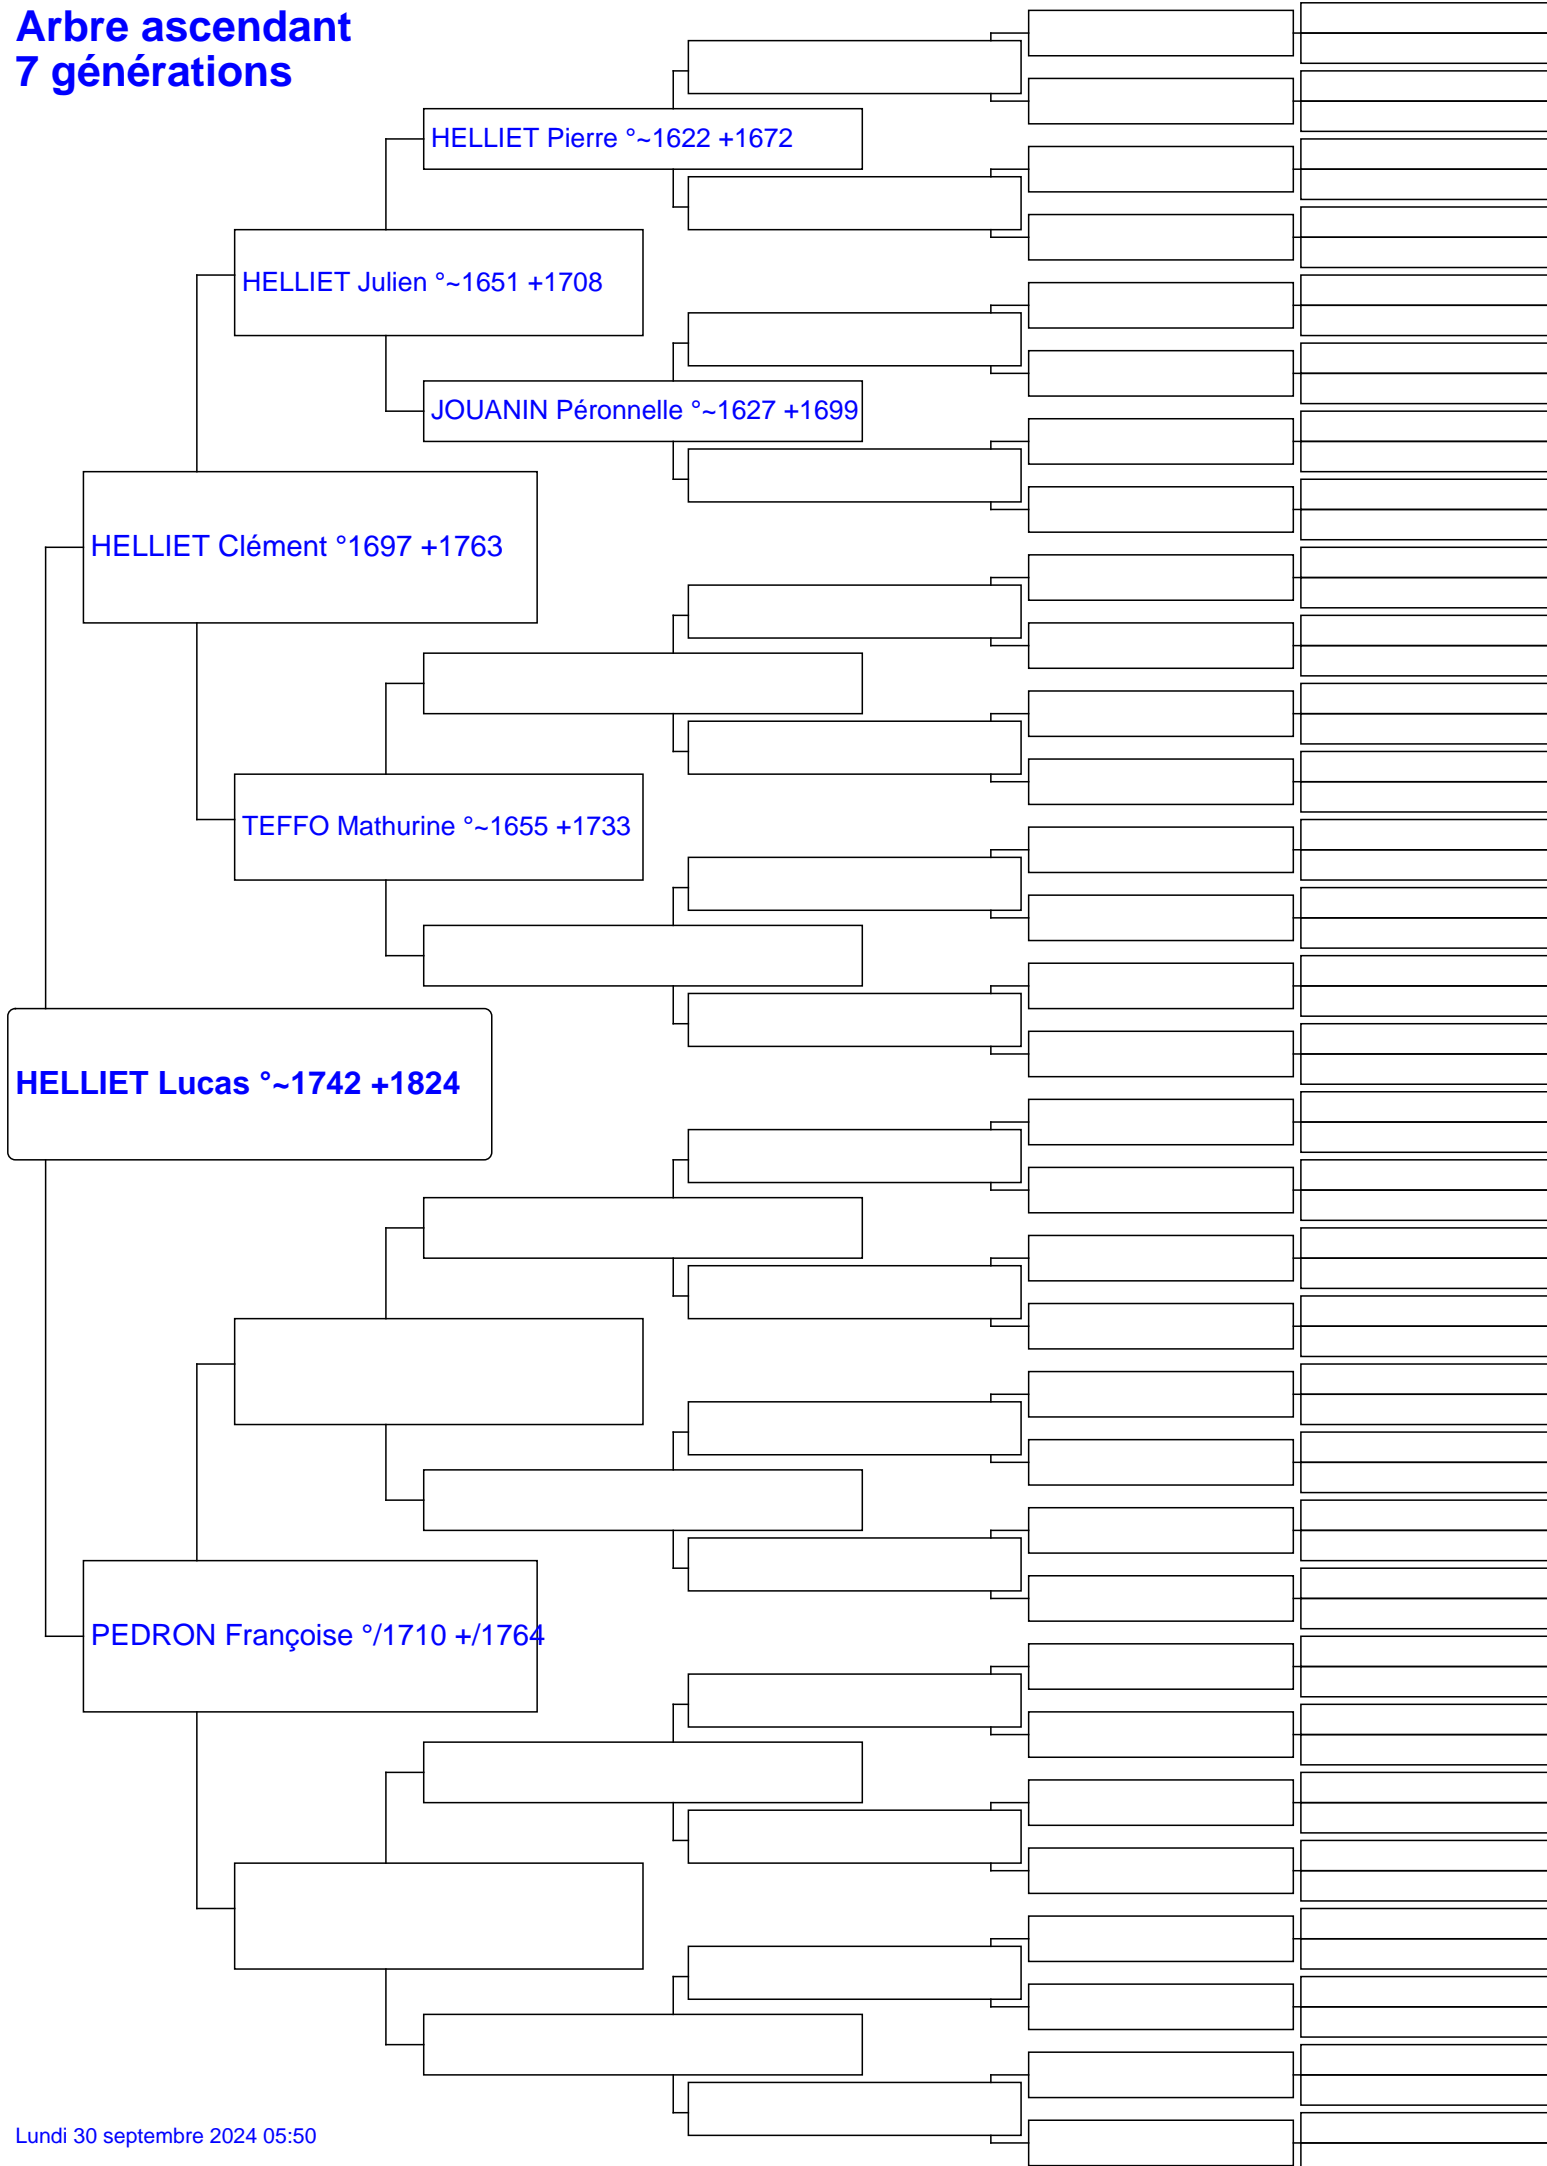 Arbre ascendant
7 générations
HELLIET Pierre °~1622 +1672
HELLIET Julien °~1651 +1708
JOUANIN Péronnelle °~1627 +1699
HELLIET Clément °1697 +1763
TEFFO Mathurine °~1655 +1733
HELLIET Lucas °~1742 +1824
PEDRON Françoise °/1710 +/1764
Lundi 30 septembre 2024 05:50